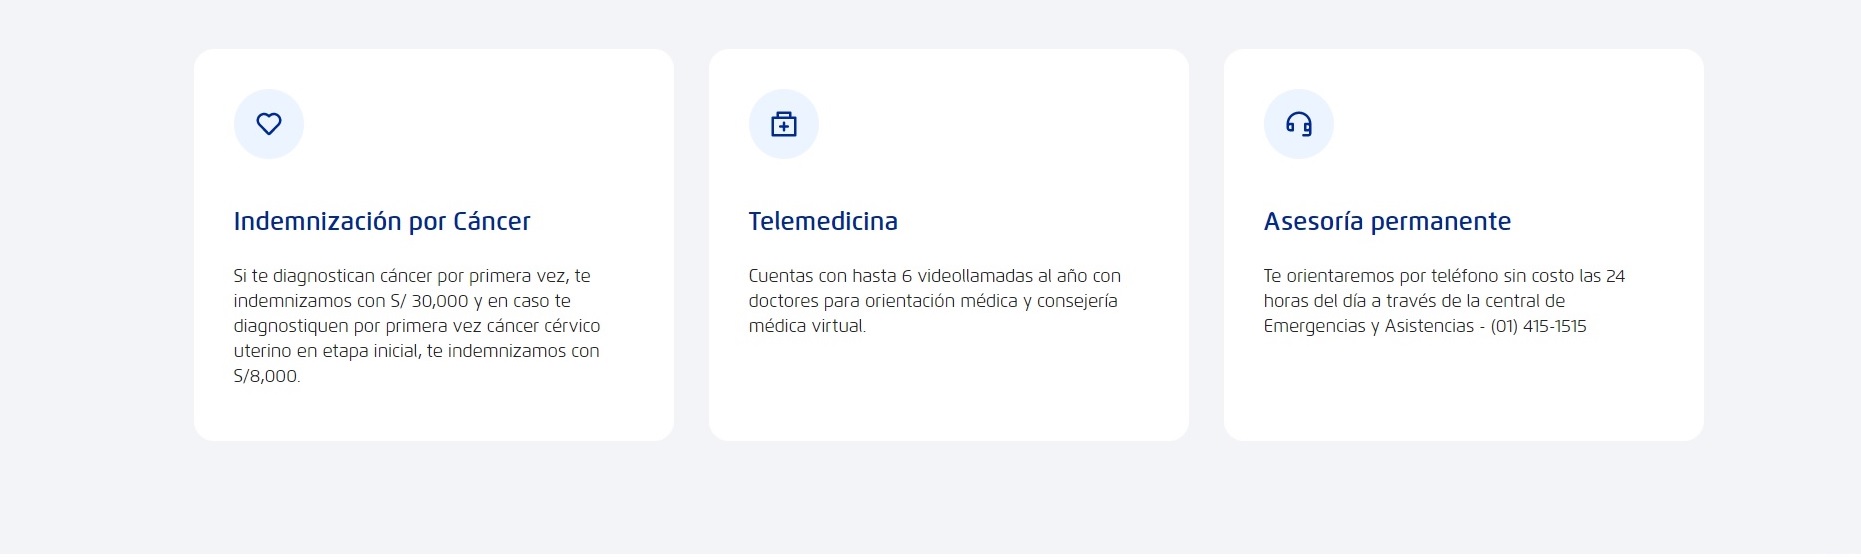 Indemnización por Cáncer
Si te diagnostican cáncer por primera vez, te
indemnizamos con S/ 30,000 y en caso te
diagnostiquen por primera vez cáncer cérvico
uterino en etapa inicial, te indemnizamos con
S/8,000.
Telemedicina
Cuentas con hasta 6 videollamadas al año con
doctores para orientación médica y consejería
médica virtual.
Asesoría permanente
Te orientaremos por teléfono sin costo las 24
horas del día a través de la central de
Emergencias y Asistencias - (01) 415-1515